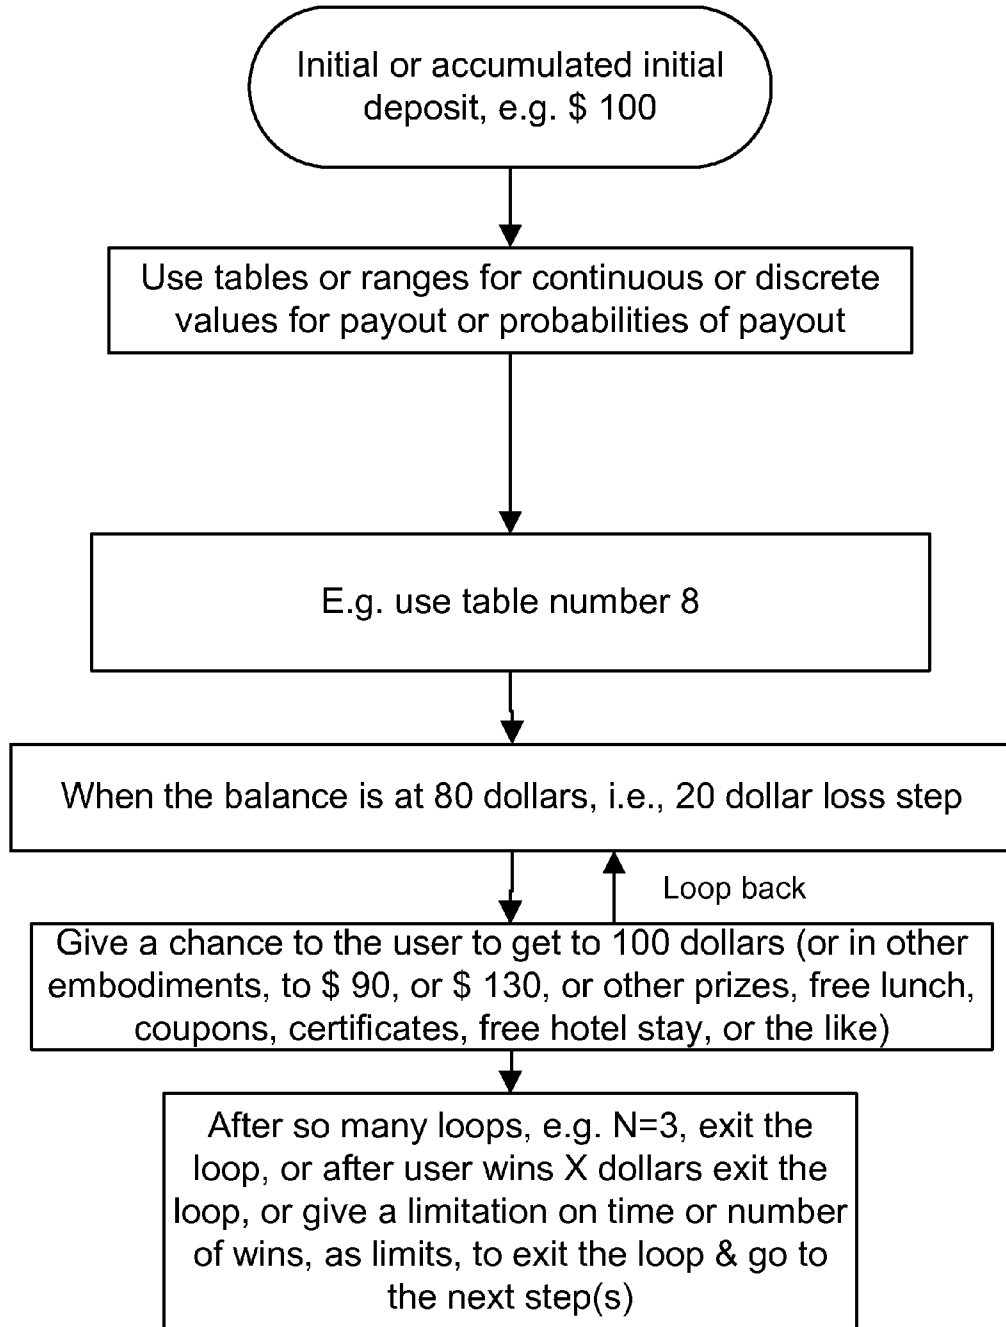 Initial or accumulated initial
deposit, e.g. $ 100
Use tables or ranges for continuous or discrete
values for payout or probabilities of payout
E.g. use table number 8
When the balance is at 80 dollars, i.e., 20 dollar loss step
Loop back
Give a chance to the user to get to 100 dollars (or in other
embodiments, to $ 90, or $ 130, or other prizes, free lunch,
coupons, certificates, free hotel stay, or the like)
After so many loops, e.g. N=3, exit the
loop, or after user wins X dollars exit the
loop, or give a limitation on time or number
of wins, as limits, to exit the loop & go to
the next step(s)